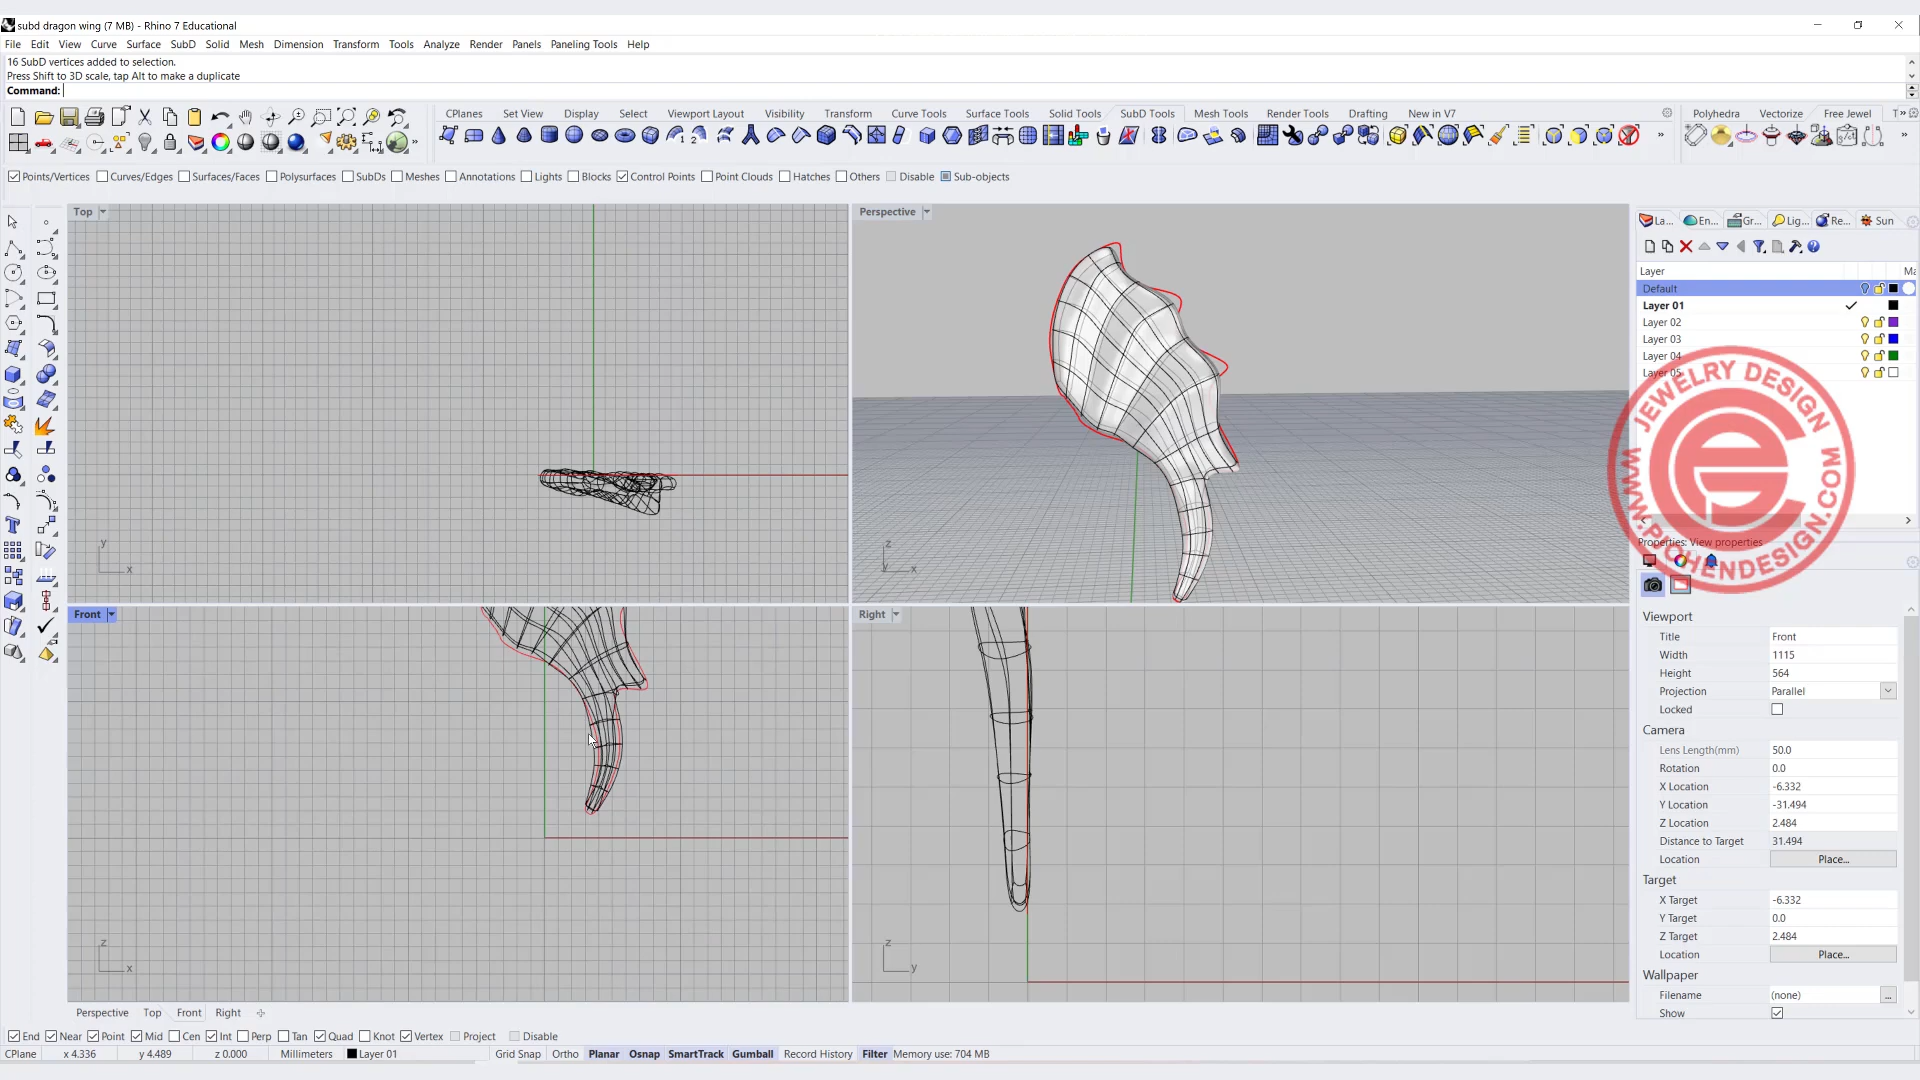 subd dragon wing (7 MB) - Rhino 7 Educational
File Edit View Curve Surface SubD Solid Mesh Dimension Transform Tools Analyze Render Panels Paneling Tools Help
16 SubD vertices added to selection.
Press Shift to 3D scale, tap Alt to make a duplicate
Command:
CPlanes Set View Display Select Viewport Layout Visibility Transform Curve Tools Surface Tools Solid Tools SubD Tools Mesh Tools Render Tools Drafting New in V7 Polyhedra Vectorize Free Jewel T
Points/Vertices Curves/Edges Surfaces/Faces Polysurfaces SubDs Meshes Annotations Lights Blocks Control Points Point Clouds Hatches Others Disable Sub-objects
Top
Perspective
La... En... Gr... Lig... Re... Sun
Layer Ma
Default
Layer 01
Layer 02
Layer 03
Layer 04
Layer 05
JEWELRY DESIGN
WWW.PJCHENDESIGN.COM
Properties: View properties
y
x
z
y x
Front
Right
Viewport
Title Front
Width 1115
Height 564
Projection Parallel
Locked
Camera
Lens Length(mm) 50.0
Rotation 0.0
X Location -6.332
Y Location -31.494
Z Location 2.484
Distance to Target 31.494
Location Place...
Target
X Target -6.332
Y Target 0.0
Z Target 2.484
Location Place...
Wallpaper
Filename (none) ...
Show
z
x
z
y
Perspective Top Front Right
End Near Point Mid Cen Int Perp Tan Quad Knot Vertex Project Disable
CPlane x 4.336 y 4.489 z 0.000 Millimeters Layer 01 Grid Snap Ortho Planar Osnap SmartTrack Gumball Record History Filter Memory use: 704 MB